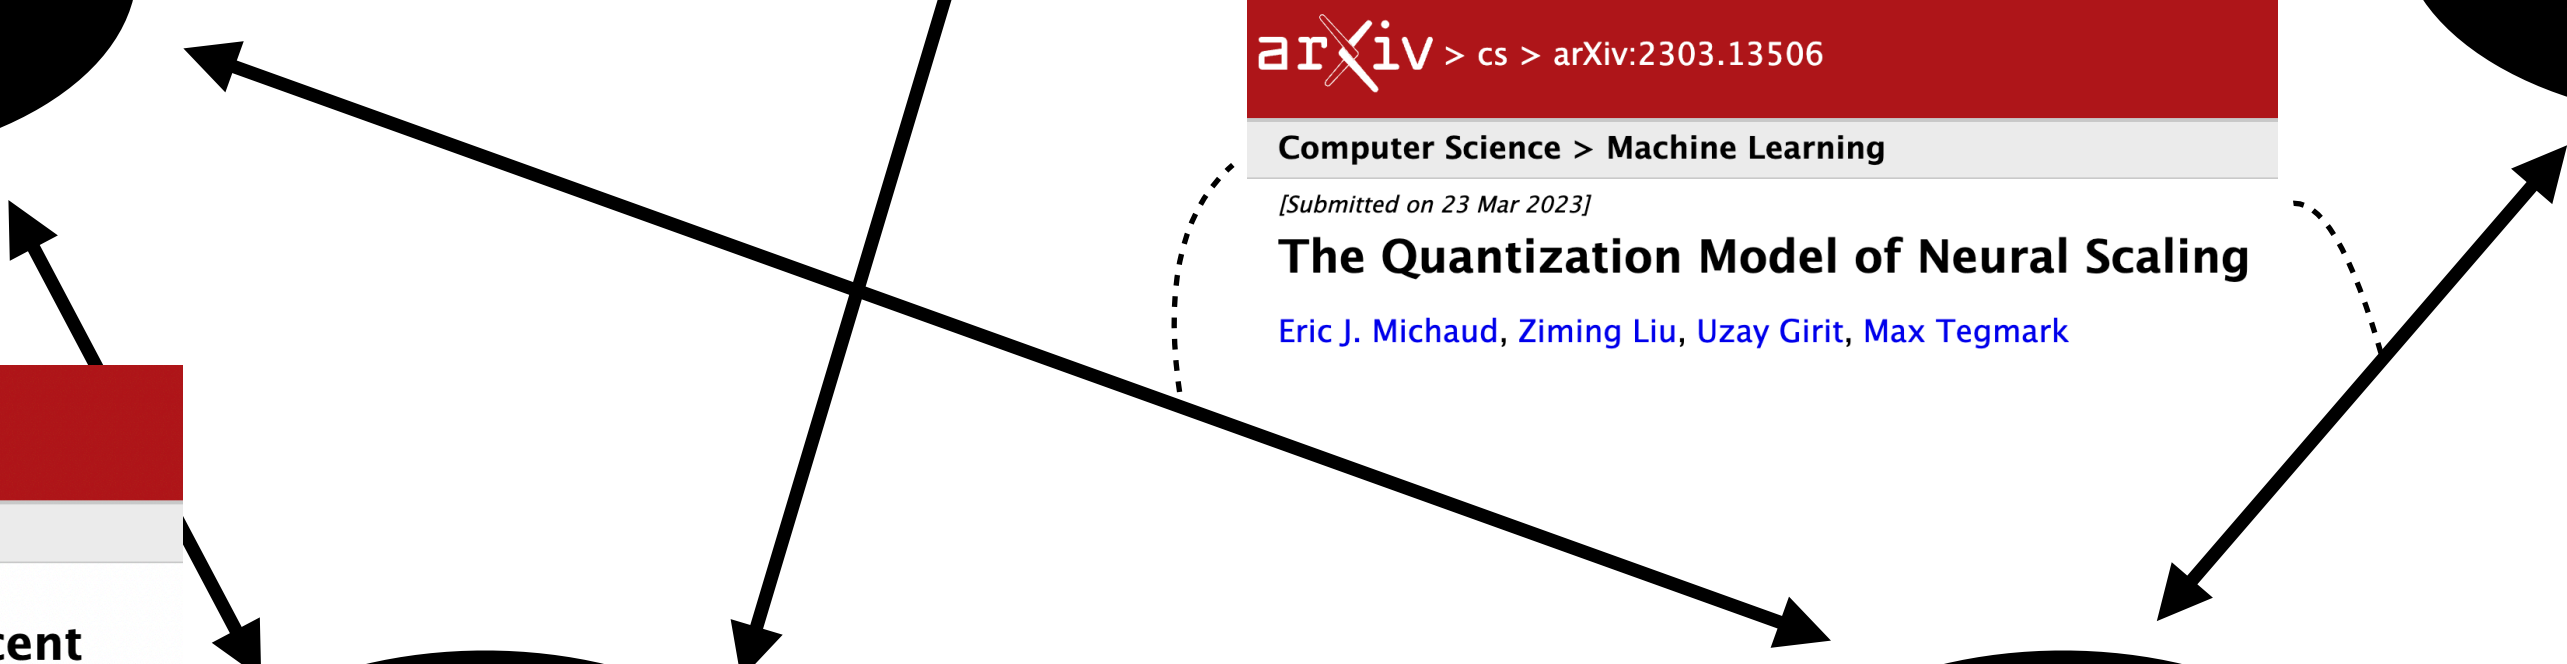 arXiv > cs > arXiv:2303.13506
Computer Science > Machine Learning
[Submitted on 23 Mar 2023]
The Quantization Model of Neural Scaling
Eric J. Michaud, Ziming Liu, Uzay Girit, Max Tegmark
cent